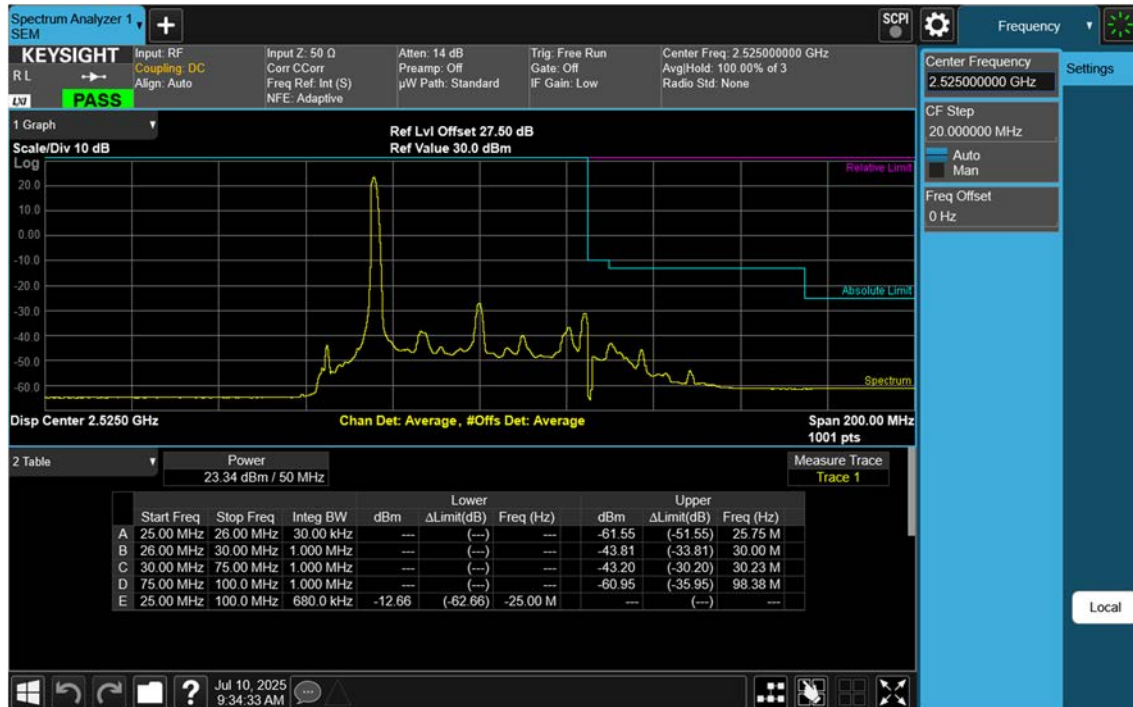 Spectrum Analyzer 1
SEM
SCPI
Frequency
KEYSIGHT
R L
LXI
PASS
Input: RF
Coupling: DC
Align: Auto
Input Z: 50 Ω
Corr CCorr
Freq Ref: Int (S)
NFE: Adaptive
Atten: 14 dB
Preamp: Off
µW Path: Standard
Trig: Free Run
Gate: Off
IF Gain: Low
Center Freq: 2.525000000 GHz
Avg|Hold: 100.00% of 3
Radio Std: None
Center Frequency
2.525000000 GHz
Settings
CF Step
20.000000 MHz
Auto
Man
Freq Offset
0 Hz
1 Graph
Scale/Div 10 dB
Ref Lvl Offset 27.50 dB
Ref Value 30.0 dBm
Log
20.0
10.0
0.00
-10.0
-20.0
-30.0
-40.0
-50.0
-60.0
Relative Limit
Absolute Limit
Spectrum
Disp Center 2.5250 GHz
Chan Det: Average, #Offs Det: Average
Span 200.00 MHz
1001 pts
2 Table
Power
23.34 dBm / 50 MHz
Measure Trace
Trace 1
Lower Upper
Start Freq Stop Freq Integ BW dBm ΔLimit(dB) Freq (Hz) dBm ΔLimit(dB) Freq (Hz)
A 25.00 MHz 26.00 MHz 30.00 kHz --- (---) --- -61.55 (-51.55) 25.75 M
B 26.00 MHz 30.00 MHz 1.000 MHz --- (---) --- -43.81 (-33.81) 30.00 M
C 30.00 MHz 75.00 MHz 1.000 MHz --- (---) --- -43.20 (-30.20) 30.23 M
D 75.00 MHz 100.0 MHz 1.000 MHz --- (---) --- -60.95 (-35.95) 98.38 M
E 25.00 MHz 100.0 MHz 680.0 kHz -12.66 (-62.66) -25.00 M --- (---) ---
Local
?
Jul 10, 2025
9:34:33 AM